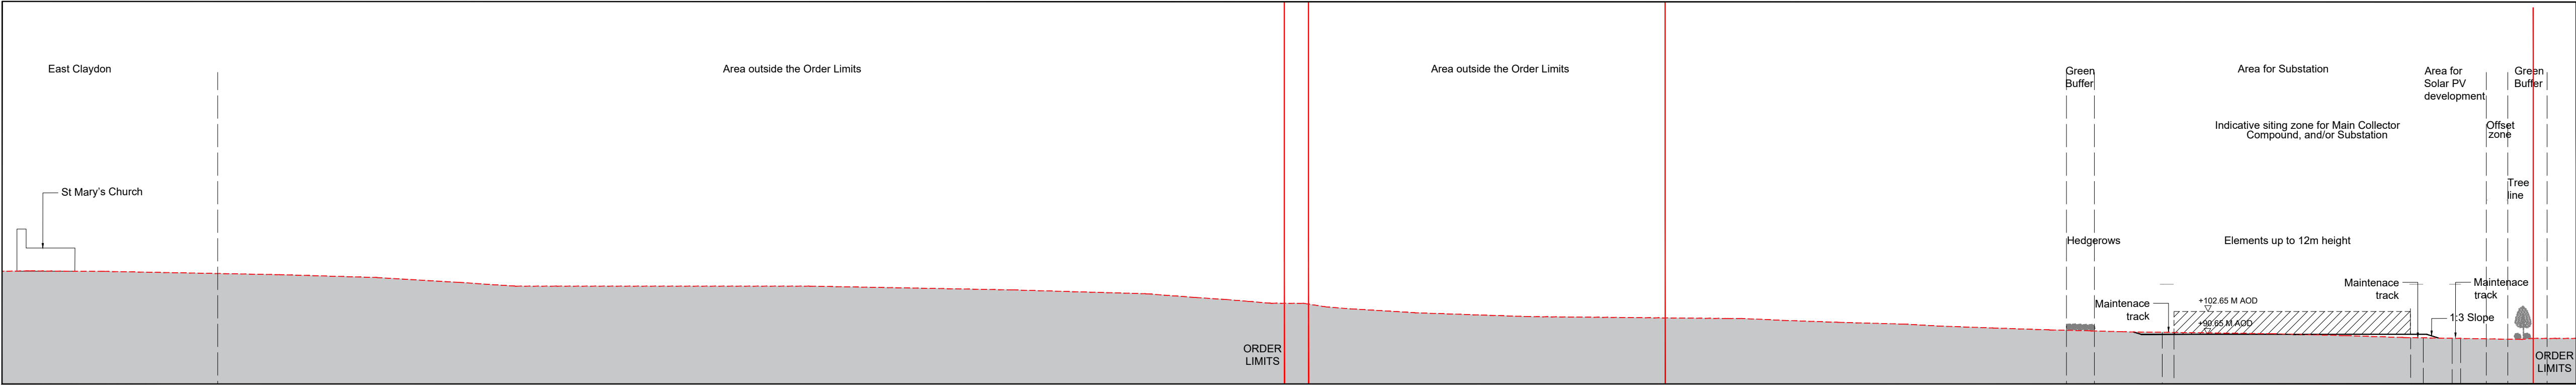 East Claydon
Area outside the Order Limits
Area outside the Order Limits
Green
Buffer
Area for Substation
Area for
Solar PV
development
Green
Buffer
Indicative siting zone for Main Collector
Compound, and/or Substation
Offset
zone
St Mary's Church
Tree
line
Hedgerows
Elements up to 12m height
Maintenace
track
+102.65 M AOD
+90.65 M AOD
Maintenace
track
Maintenace
track
1:3 Slope
ORDER
LIMITS
ORDER
LIMITS